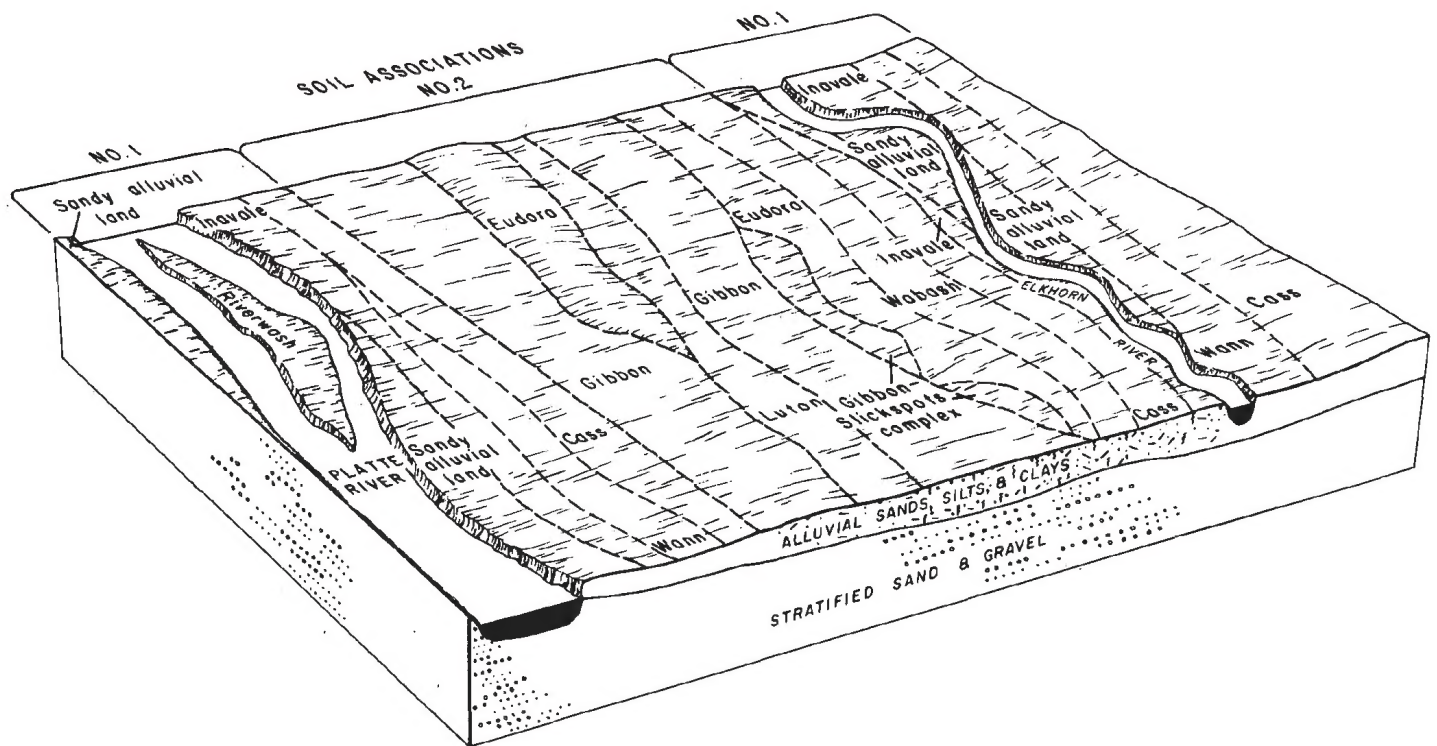 SOIL ASSOCIATIONS
NO.1
NO.2
NO.1
Sandy alluvial
land
Inavale
Riverwash
PLATTE
RIVER
Sandy
alluvial
land
Wann
Cass
Gibbon
Eudora
Luton
Gibbon
Eudora
Gibbon-
Slickspots
complex
Wabash
Inavale
Sandy
alluvial
land
Inavale
Sandy
alluvial
land
ELKHORN
RIVER
Cass
Wann
Cass
ALLUVIAL SANDS, SILTS, & CLAYS
STRATIFIED SAND & GRAVEL